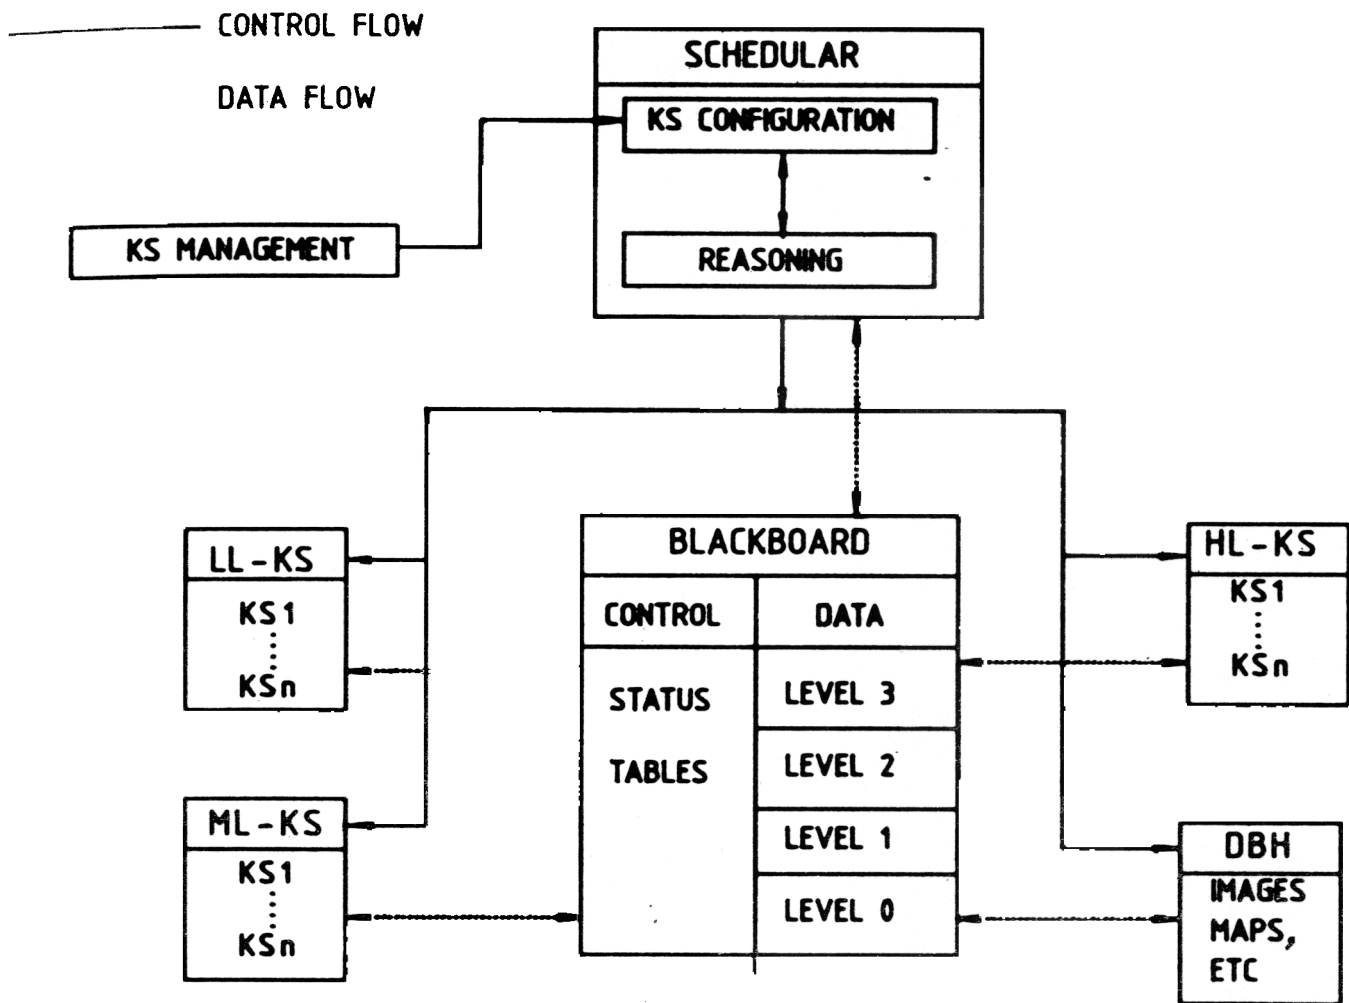 CONTROL FLOW
DATA FLOW
SCHEDULAR
KS CONFIGURATION
REASONING
KS MANAGEMENT
BLACKBOARD
CONTROL
DATA
STATUS
TABLES
LEVEL 3
LEVEL 2
LEVEL 1
LEVEL 0
LL-KS
KS1
KSn
ML-KS
KS1
KSn
HL-KS
KS1
KSn
DBH
IMAGES
MAPS,
ETC